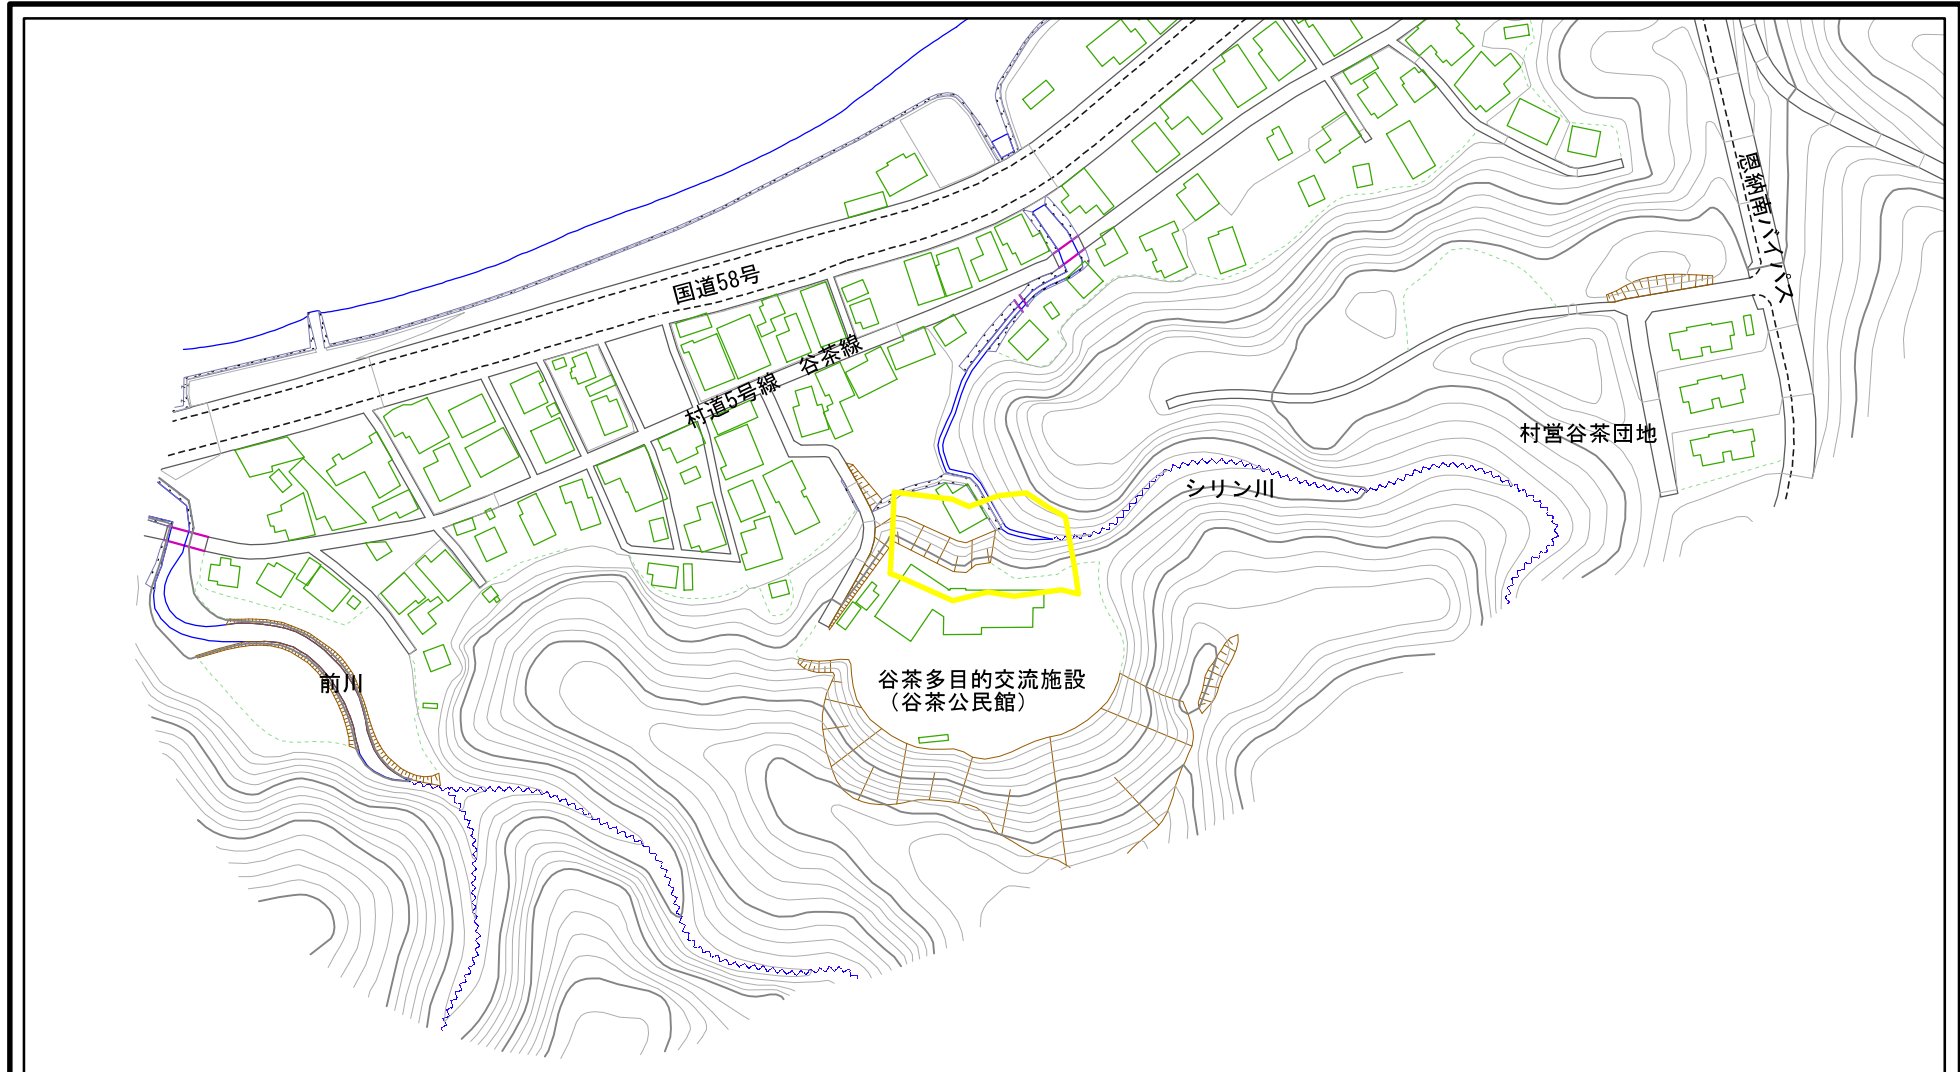 恩納南バイパス
国道58号
谷茶線
村道5号線
村営谷茶団地
シリン川
谷茶多目的交流施設
（谷茶公民館）
前川